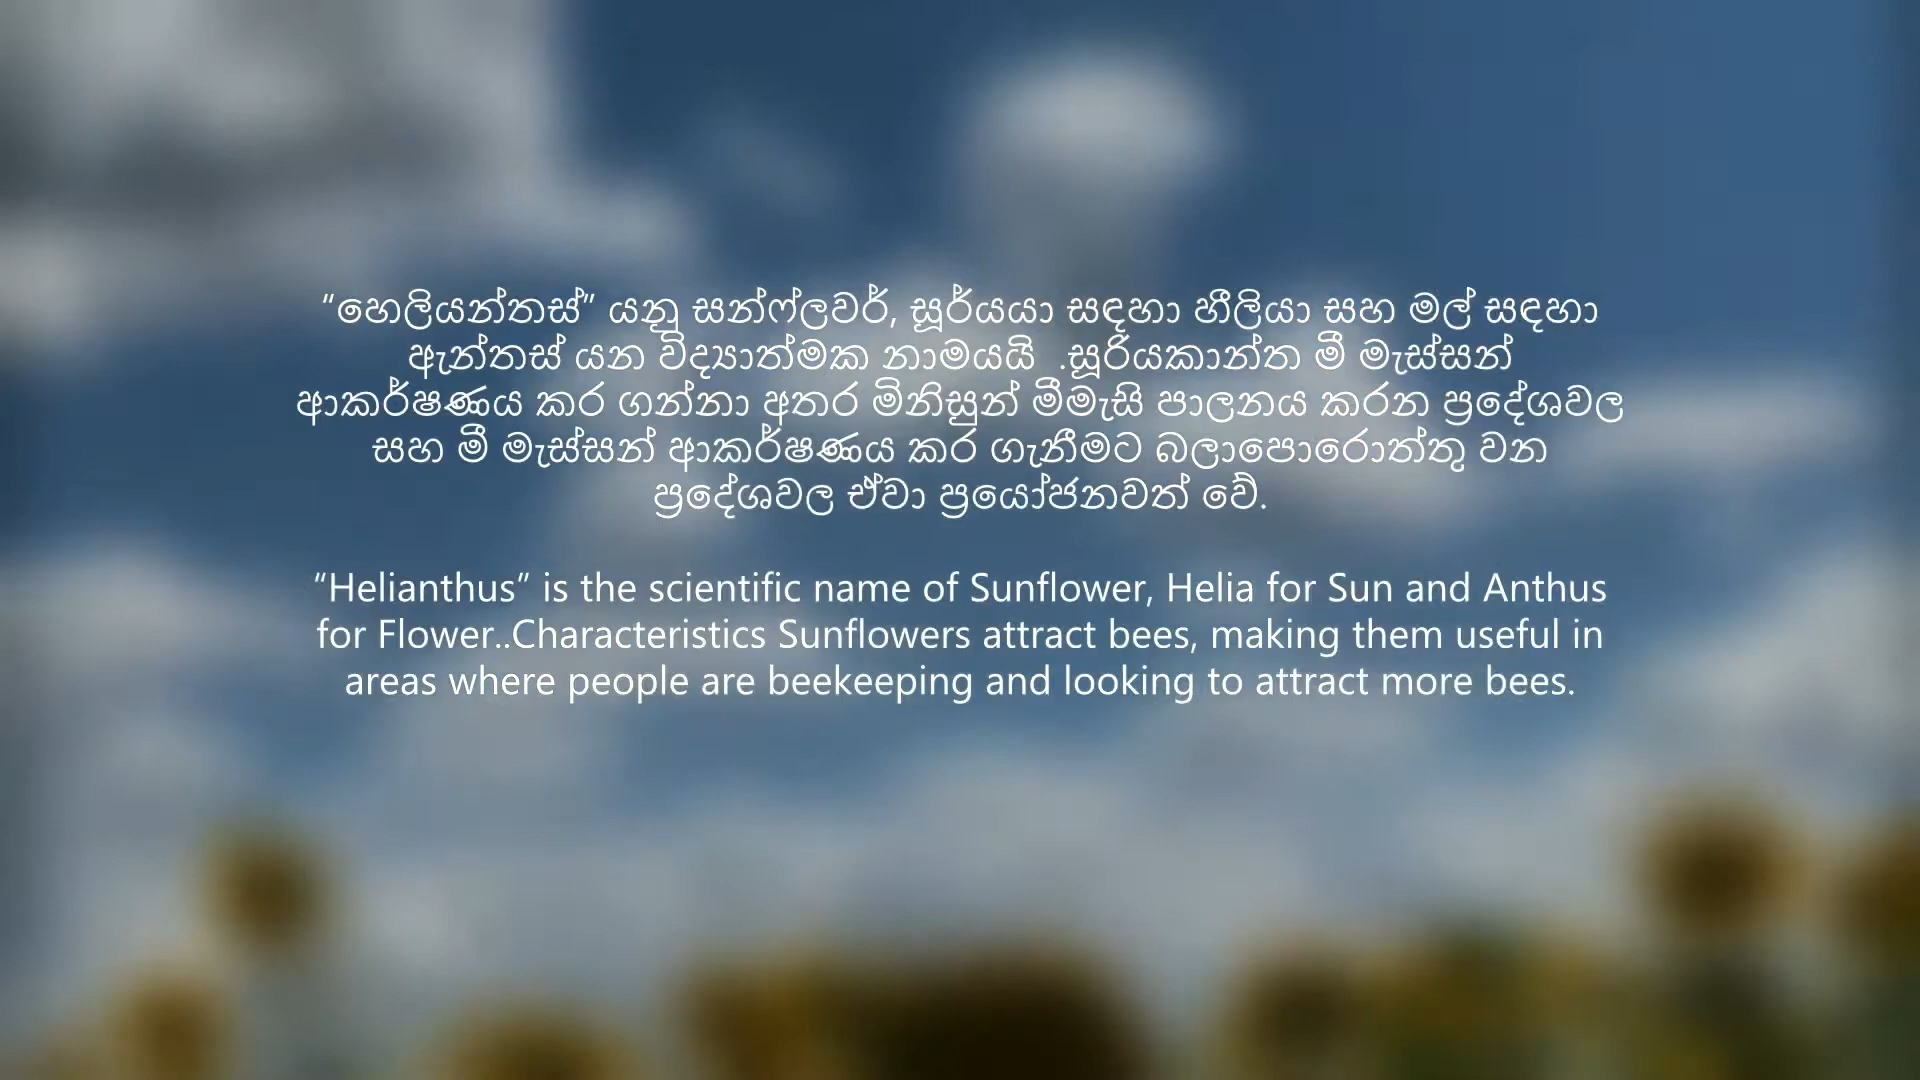 “හෙලියන්තස්” යනු සන්ෆ්ලවර්, සූර්යයා සඳහා හීලියා සහ මල් සඳහා
ඇන්තස් යන විද්‍යාත්මක නාමයයි .සූරියකාන්ත මී මැස්සන්
ආකර්ෂණය කර ගන්නා අතර මිනිසුන් මීමැසි පාලනය කරන ප්‍රදේශවල
සහ මී මැස්සන් ආකර්ෂණය කර ගැනීමට බලාපොරොත්තු වන
ප්‍රදේශවල ඒවා ප්‍රයෝජනවත් වේ.
“Helianthus” is the scientific name of Sunflower, Helia for Sun and Anthus
for Flower..Characteristics Sunflowers attract bees, making them useful in
areas where people are beekeeping and looking to attract more bees.